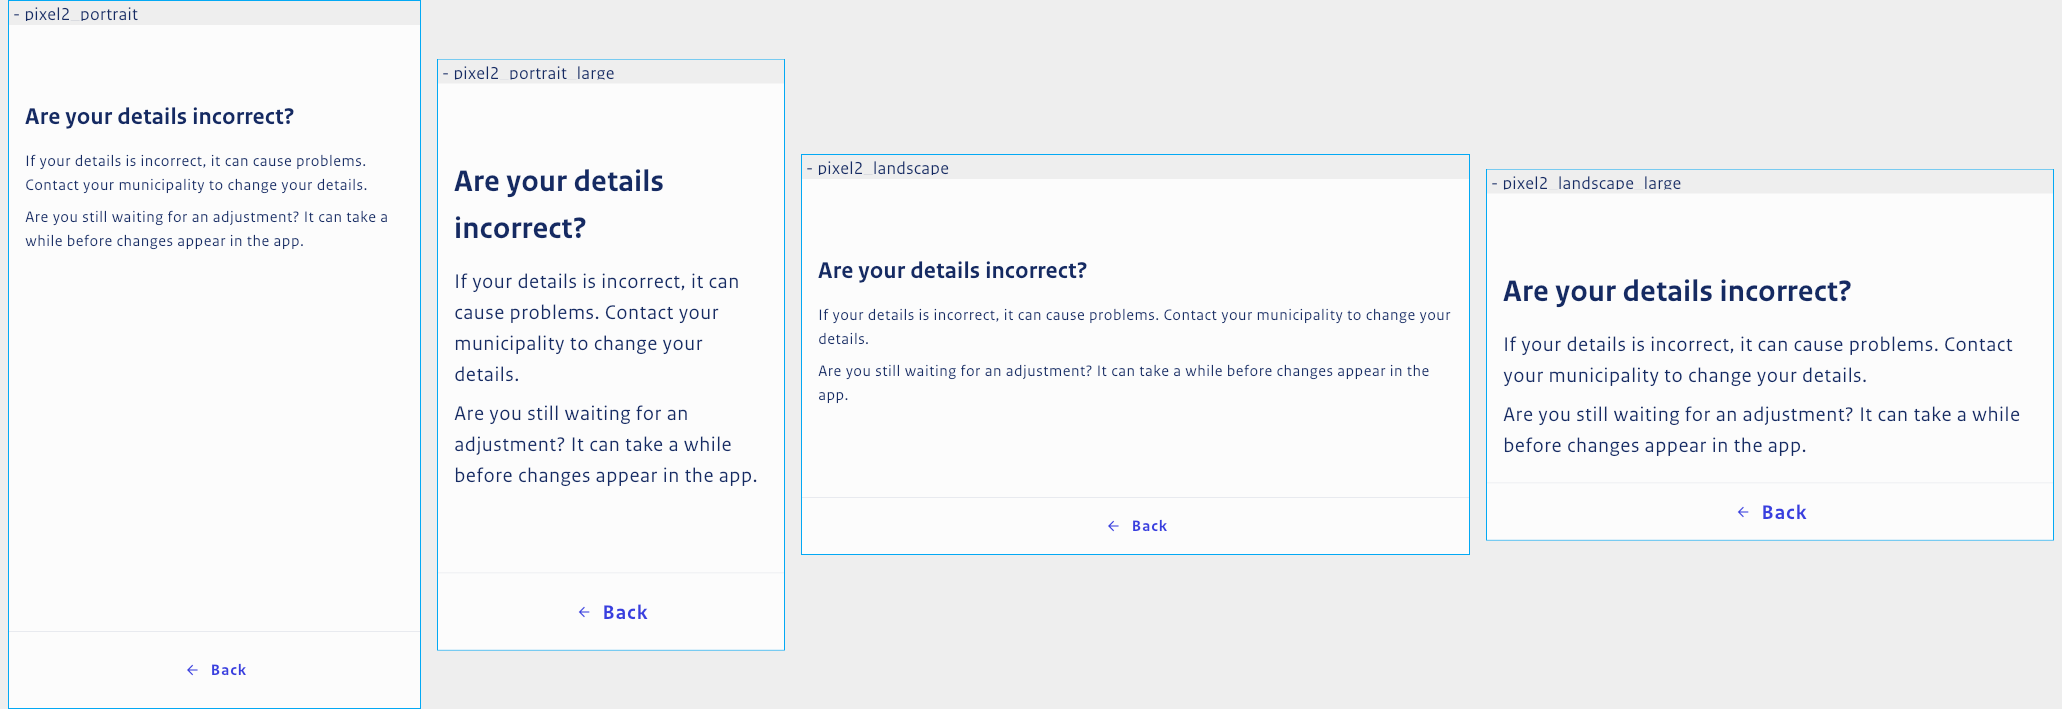 - pixel2_portrait
Are your details incorrect?
If your details is incorrect, it can cause problems.
Contact your municipality to change your details.
Are you still waiting for an adjustment? It can take a
while before changes appear in the app.
← Back
- pixel2_portrait_large
Are your details
incorrect?
If your details is incorrect, it can
cause problems. Contact your
municipality to change your
details.
Are you still waiting for an
adjustment? It can take a while
before changes appear in the app.
← Back
- pixel2_landscape
Are your details incorrect?
If your details is incorrect, it can cause problems. Contact your municipality to change your
details.
Are you still waiting for an adjustment? It can take a while before changes appear in the
app.
← Back
- pixel2_landscape_large
Are your details incorrect?
If your details is incorrect, it can cause problems. Contact
your municipality to change your details.
Are you still waiting for an adjustment? It can take a while
before changes appear in the app.
← Back